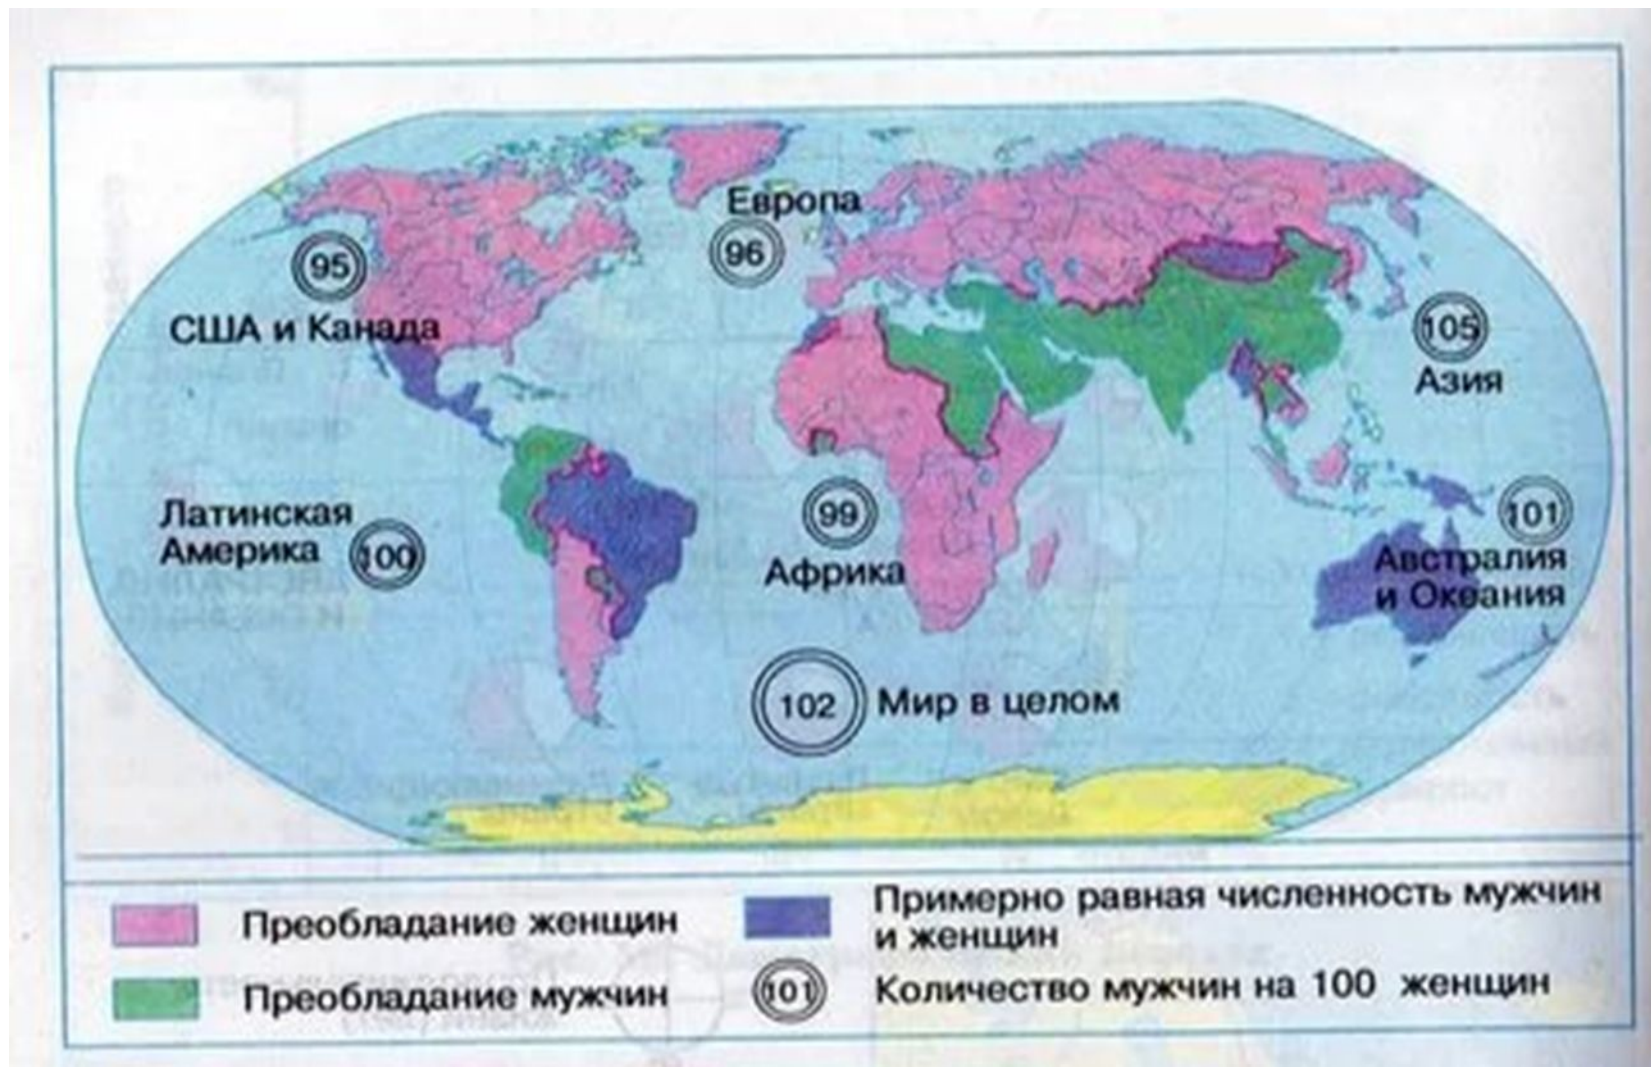 Европа
96
95
США и Канада
105
Азия
Латинская
Америка
100
99
Африка
101
Австралия
и Океания
102
Мир в целом
Преобладание женщин
Преобладание мужчин
Примерно равная численность мужчин
и женщин
101
Количество мужчин на 100 женщин